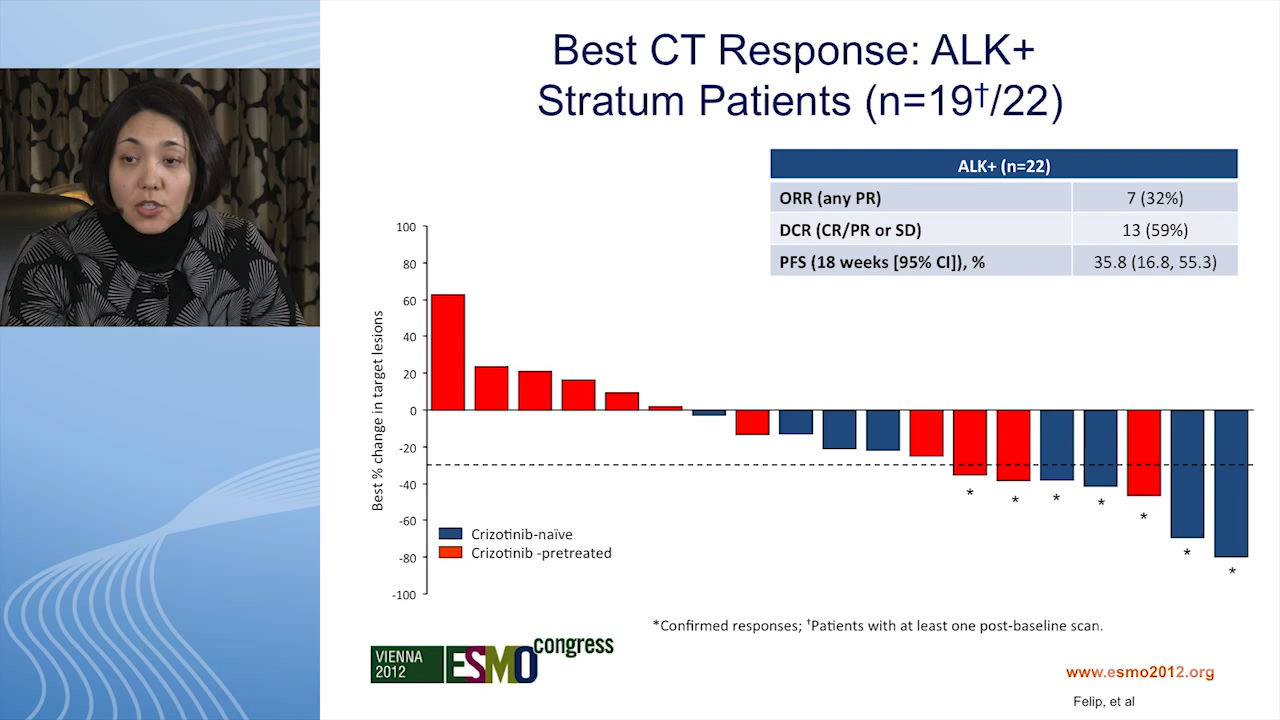 Best CT Response: ALK+
Stratum Patients (n=19†/22)
ALK+ (n=22)
ORR (any PR) 7 (32%)
DCR (CR/PR or SD) 13 (59%)
PFS (18 weeks [95% CI]), % 35.8 (16.8, 55.3)
Best % change in target lesions
100
80
60
40
20
0
-20
-40
-60
-80
-100
* * * * * * *
Crizotinib-naïve
Crizotinib -pretreated
*Confirmed responses; †Patients with at least one post-baseline scan.
VIENNA
2012
ESMO
congress
www.esmo2012.org
Felip, et al